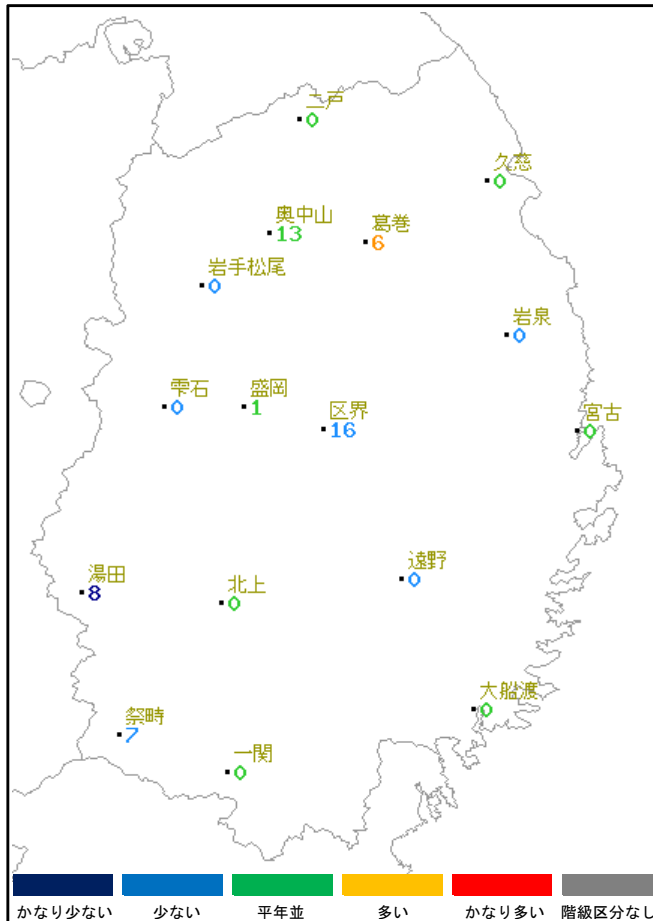 二戸
0
久慈
0
奥中山
13
葛巻
6
岩手松尾
0
岩泉
0
雫石
0
盛岡
1
区界
16
宮古
0
湯田
8
北上
0
遠野
0
大船渡
0
祭畤
7
一関
0
かなり少ない 少ない 平年並 多い かなり多い 階級区分なし